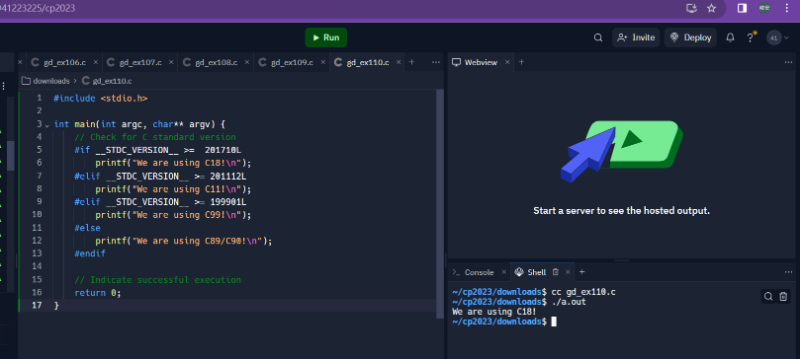 041223225/cp2023
Run
Invite
Deploy
gd_ex106.c
gd_ex107.c
gd_ex108.c
gd_ex109.c
gd_ex110.c
Webview
downloads > gd_ex110.c
1 #include <stdio.h>
2
3 int main(int argc, char** argv) {
4 // Check for C standard version
5 #if __STDC_VERSION__ >= 201710L
6 printf("We are using C18!\n");
7 #elif __STDC_VERSION__ >= 201112L
8 printf("We are using C11!\n");
9 #elif __STDC_VERSION__ >= 199901L
10 printf("We are using C99!\n");
11 #else
12 printf("We are using C89/C90!\n");
13 #endif
14
15 // Indicate successful execution
16 return 0;
17 }
Start a server to see the hosted output.
Console
Shell
~/cp2023/downloads$ cc gd_ex110.c
~/cp2023/downloads$ ./a.out
We are using C18!
~/cp2023/downloads$